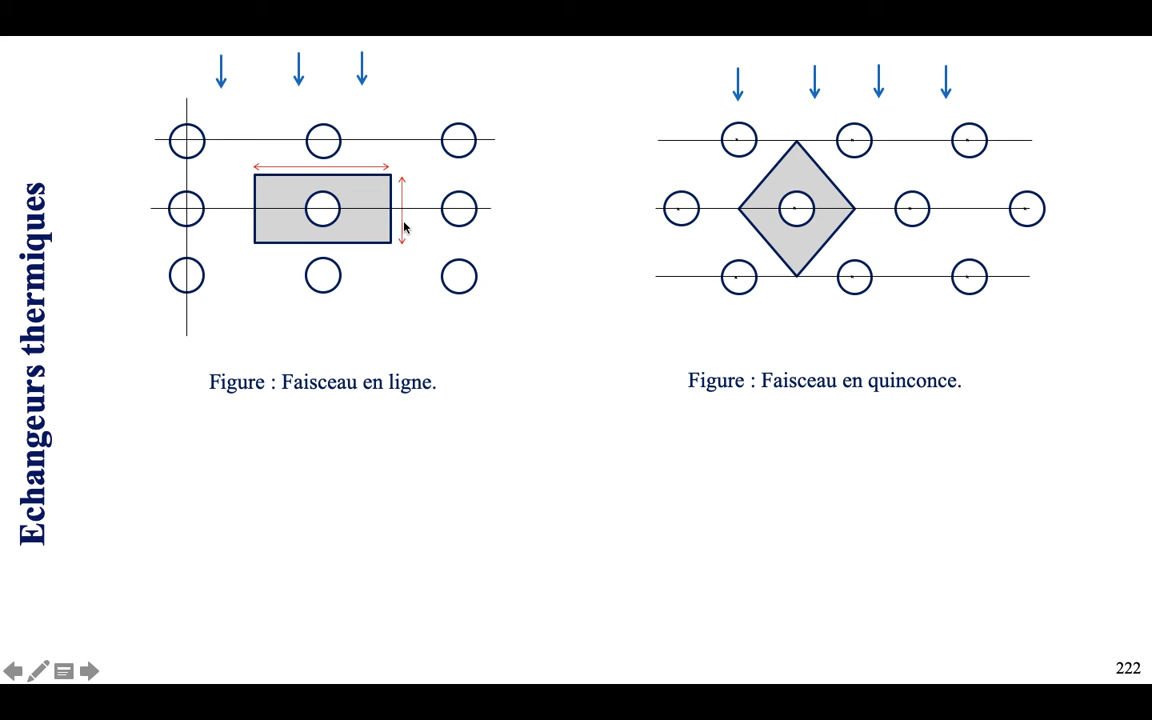 Echangeurs thermiques
Figure : Faisceau en ligne.
Figure : Faisceau en quinconce.
222